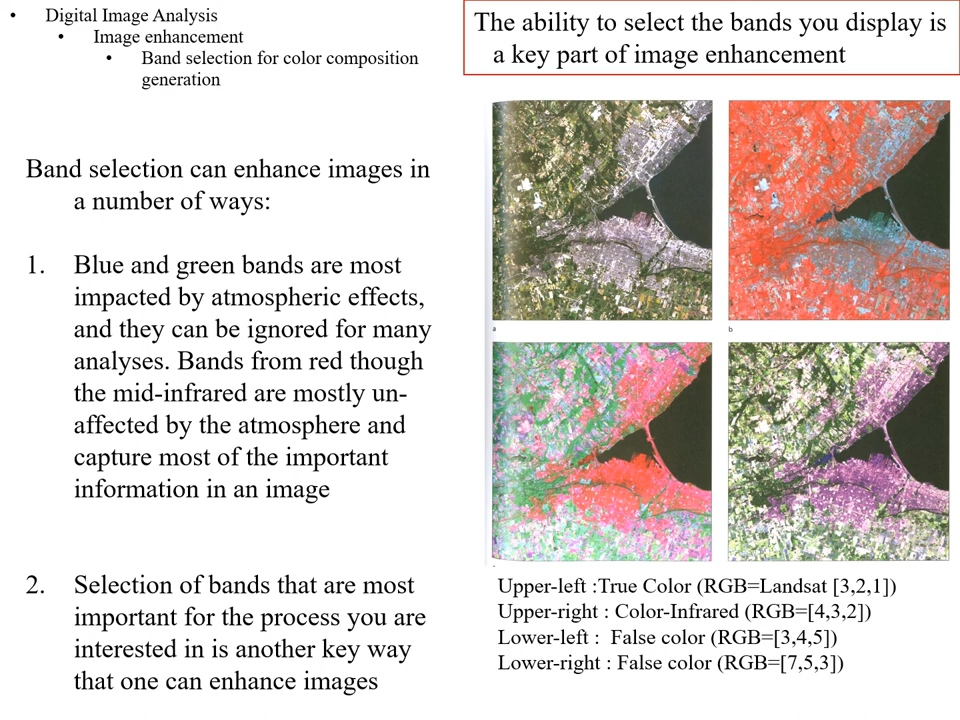 • Digital Image Analysis
• Image enhancement
• Band selection for color composition
generation
The ability to select the bands you display is
a key part of image enhancement
Band selection can enhance images in
a number of ways:
1. Blue and green bands are most
impacted by atmospheric effects,
and they can be ignored for many
analyses. Bands from red though
the mid-infrared are mostly un-
affected by the atmosphere and
capture most of the important
information in an image
2. Selection of bands that are most
important for the process you are
interested in is another key way
that one can enhance images
a
b
Upper-left :True Color (RGB=Landsat [3,2,1])
Upper-right : Color-Infrared (RGB=[4,3,2])
Lower-left : False color (RGB=[3,4,5])
Lower-right : False color (RGB=[7,5,3])